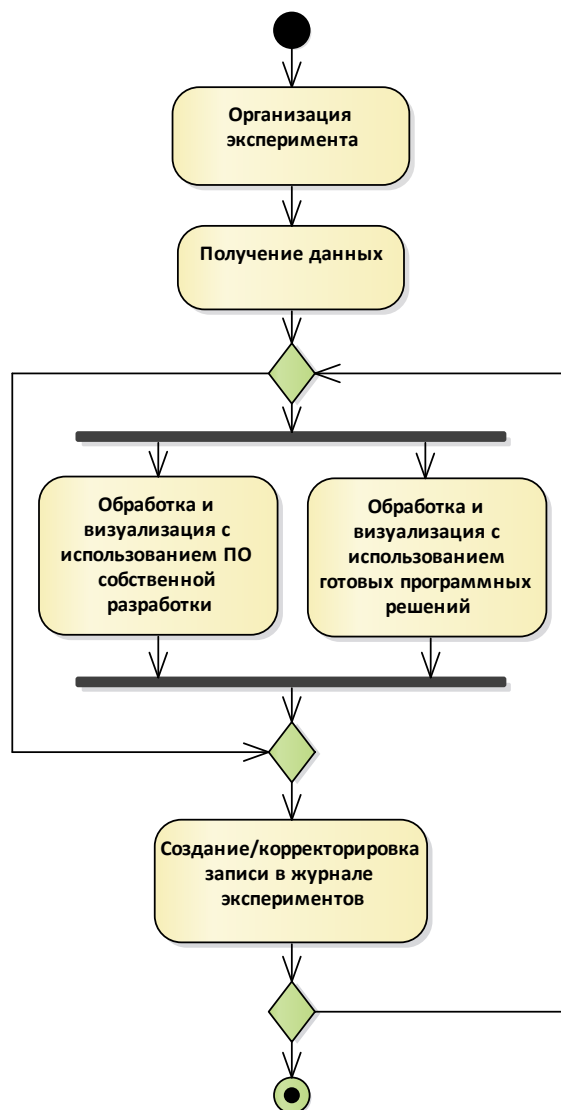 Организация
эксперимента
Получение данных
Обработка и
визуализация с
использованием ПО
собственной
разработки
Обработка и
визуализация с
использованием
готовых программных
решений
Создание/корректорировка
записи в журнале
экспериментов